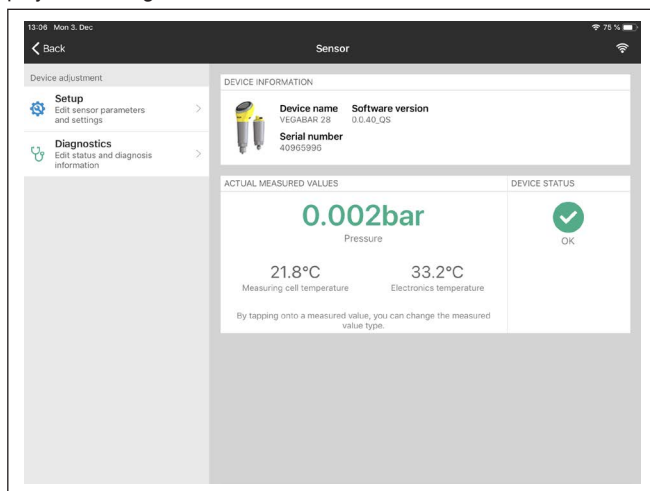 13:06 Mon 3. Dec
75 %
Back
Sensor
Device adjustment
Setup
Edit sensor parameters
and settings
Diagnostics
Edit status and diagnosis
information
DEVICE INFORMATION
Device name Software version
VEGABAR 28 0.0.40_QS
Serial number
40965996
ACTUAL MEASURED VALUES
DEVICE STATUS
0.002bar
Pressure
OK
21.8°C 33.2°C
Measuring cell temperature Electronics temperature
By tapping onto a measured value, you can change the measured
value type.